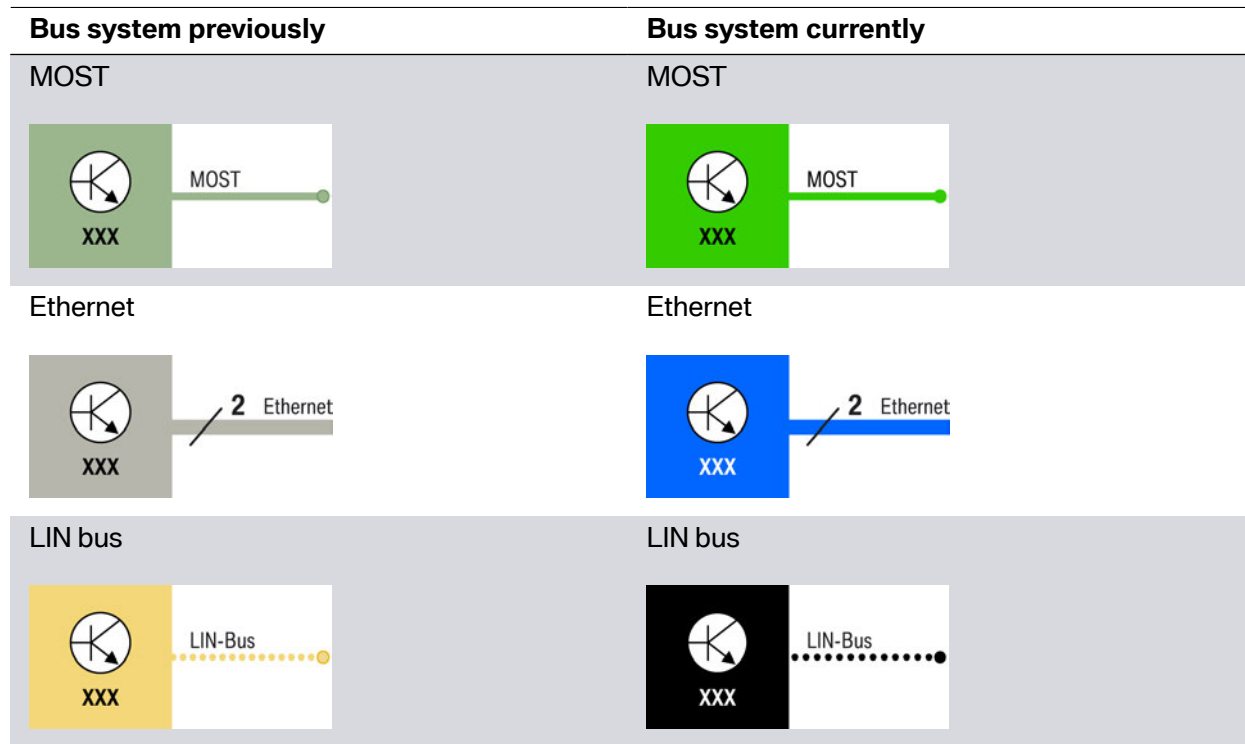 Bus system previously
Bus system currently
MOST
MOST
MOST
XXX
MOST
XXX
Ethernet
Ethernet
2 Ethernet
XXX
2 Ethernet
XXX
LIN bus
LIN bus
LIN-Bus
XXX
LIN-Bus
XXX